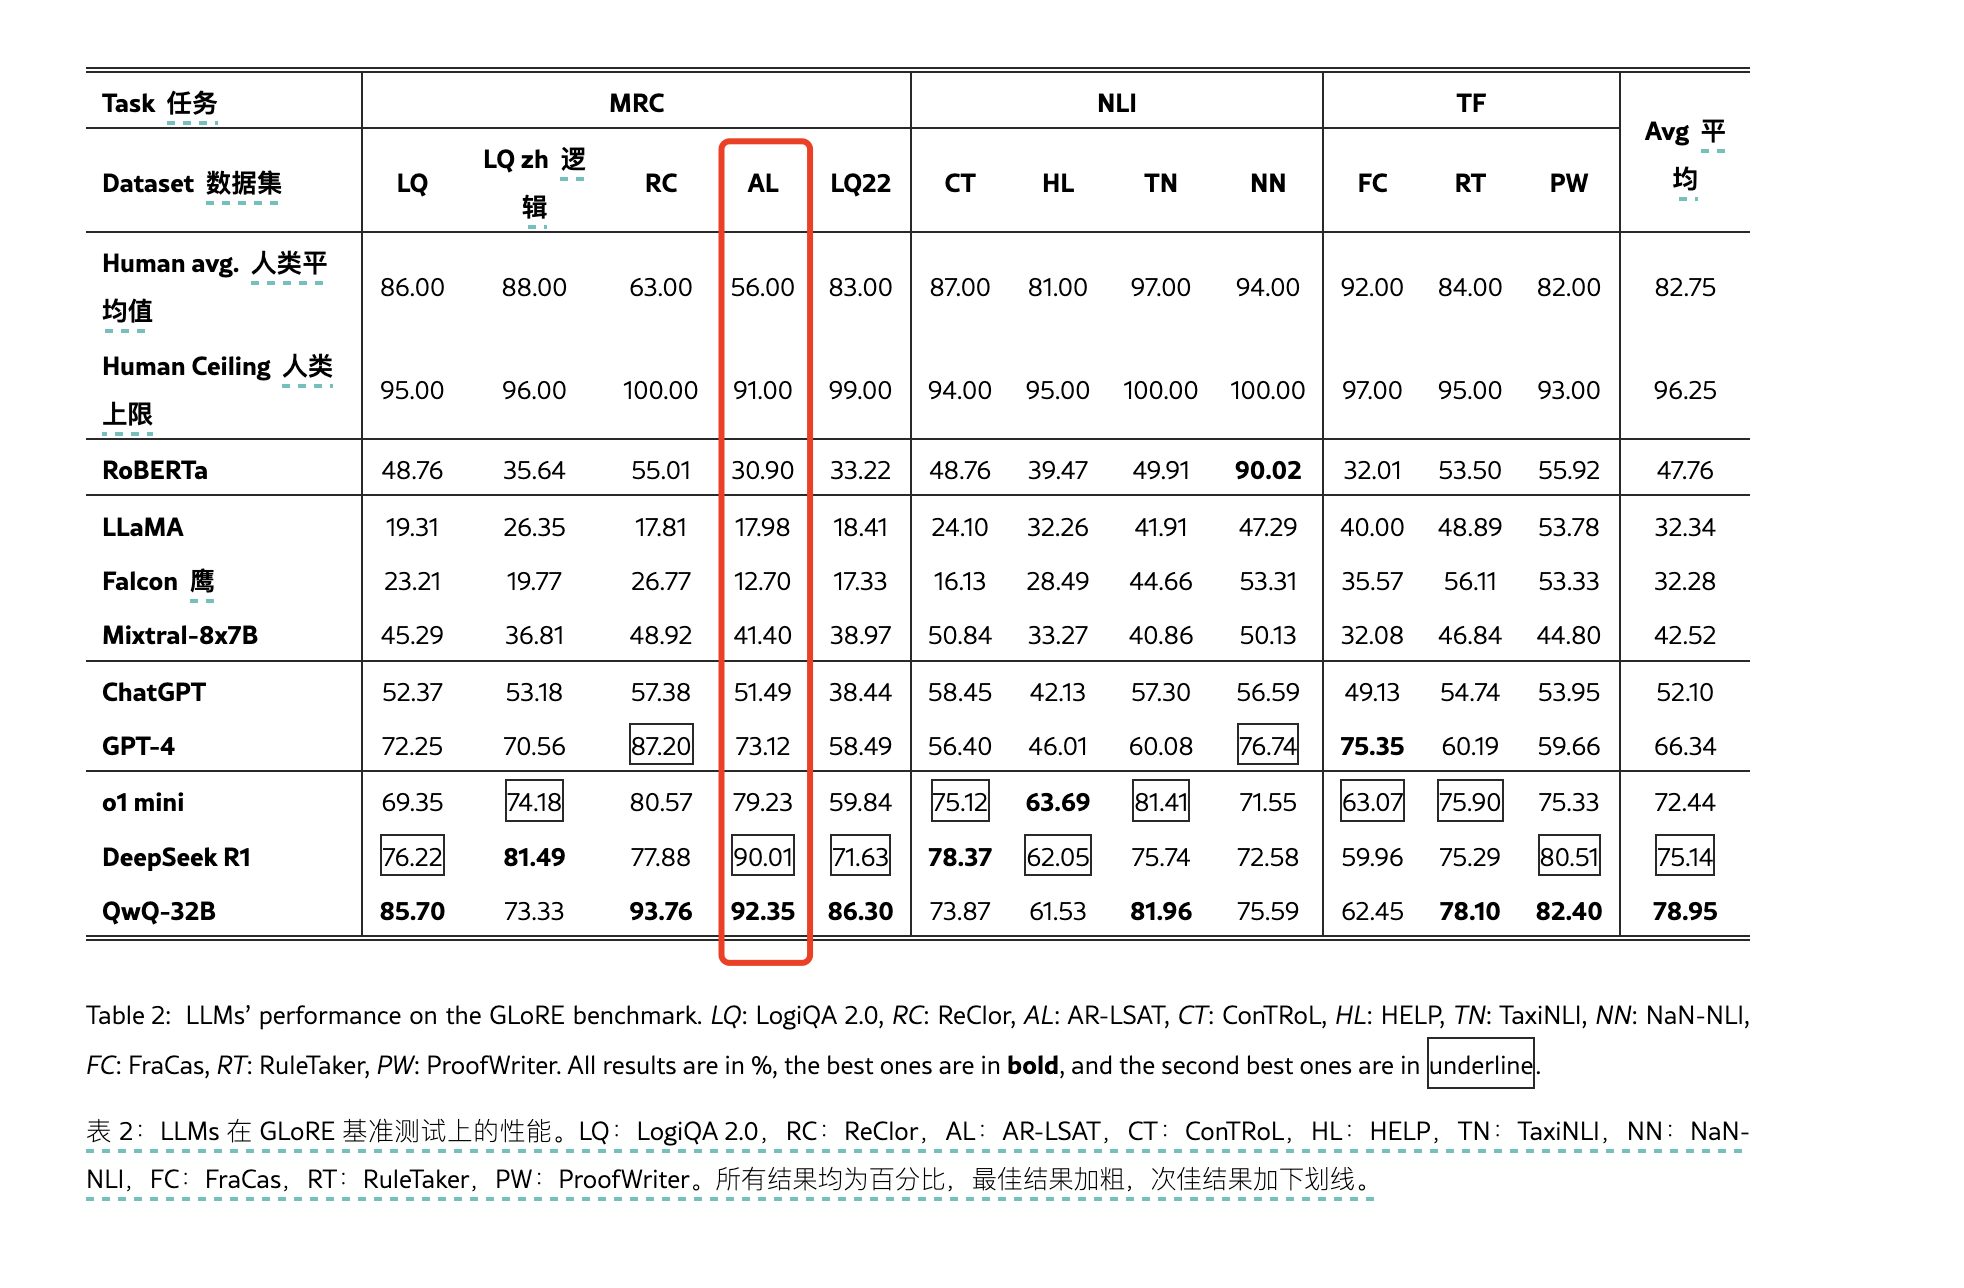 Task 任务 MRC NLI TF Avg 平均
Dataset 数据集 LQ LQ zh 逻辑 RC AL LQ22 CT HL TN NN FC RT PW
Human avg. 人类平均值 86.00 88.00 63.00 56.00 83.00 87.00 81.00 97.00 94.00 92.00 84.00 82.00 82.75
Human Ceiling 人类上限 95.00 96.00 100.00 91.00 99.00 94.00 95.00 100.00 100.00 97.00 95.00 93.00 96.25
RoBERTa 48.76 35.64 55.01 30.90 33.22 48.76 39.47 49.91 90.02 32.01 53.50 55.92 47.76
LLaMA 19.31 26.35 17.81 17.98 18.41 24.10 32.26 41.91 47.29 40.00 48.89 53.78 32.34
Falcon 鹰 23.21 19.77 26.77 12.70 17.33 16.13 28.49 44.66 53.31 35.57 56.11 53.33 32.28
Mixtral-8x7B 45.29 36.81 48.92 41.40 38.97 50.84 33.27 40.86 50.13 32.08 46.84 44.80 42.52
ChatGPT 52.37 53.18 57.38 51.49 38.44 58.45 42.13 57.30 56.59 49.13 54.74 53.95 52.10
GPT-4 72.25 70.56 87.20 73.12 58.49 56.40 46.01 60.08 76.74 75.35 60.19 59.66 66.34
o1 mini 69.35 74.18 80.57 79.23 59.84 75.12 63.69 81.41 71.55 63.07 75.90 75.33 72.44
DeepSeek R1 76.22 81.49 77.88 90.01 71.63 78.37 62.05 75.74 72.58 59.96 75.29 80.51 75.14
QwQ-32B 85.70 73.33 93.76 92.35 86.30 73.87 61.53 81.96 75.59 62.45 78.10 82.40 78.95
Table 2: LLMs’ performance on the GLoRE benchmark. LQ: LogiQA 2.0, RC: ReClor, AL: AR-LSAT, CT: ConTRoL, HL: HELP, TN: TaxiNLI, NN: NaN-NLI,
FC: FraCas, RT: RuleTaker, PW: ProofWriter. All results are in %, the best ones are in bold, and the second best ones are in underline.
表 2：LLMs 在 GLoRE 基准测试上的性能。LQ：LogiQA 2.0，RC：ReClor，AL：AR-LSAT，CT：ConTRoL，HL：HELP，TN：TaxiNLI，NN：NaN-
NLI，FC：FraCas，RT：RuleTaker，PW：ProofWriter。所有结果均为百分比，最佳结果加粗，次佳结果加下划线。